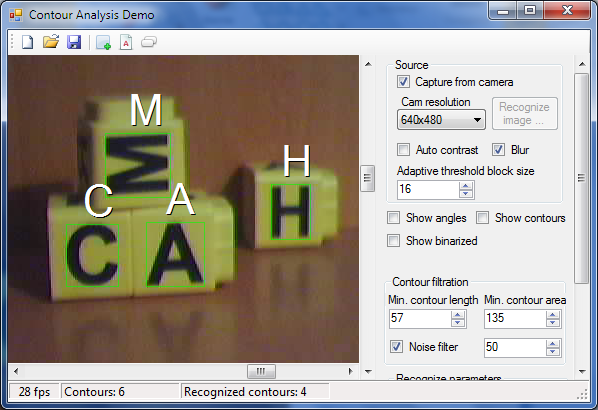 Contour Analysis Demo
A
M
M
H
H
C
A
C
A
Source
Capture from camera
Cam resolution
640x480
Recognize
image ...
Auto contrast
Blur
Adaptive threshold block size
16
Show angles
Show contours
Show binarized
Contour filtration
Min. contour length
Min. contour area
57
135
Noise filter
50
Recognize parameters
28 fps
Contours: 6
Recognized contours: 4